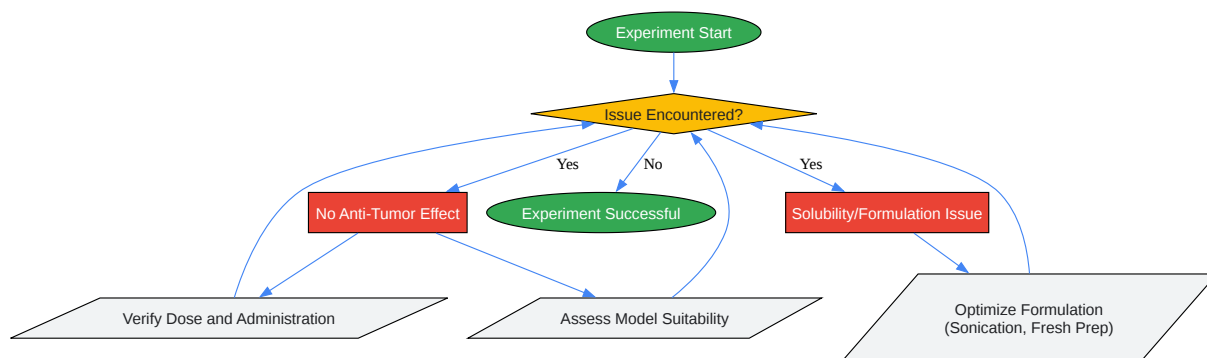 Experiment Start
Issue Encountered?
Yes
No
Yes
No Anti-Tumor Effect
Experiment Successful
Solubility/Formulation Issue
Verify Dose and Administration
Assess Model Suitability
Optimize Formulation
(Sonication, Fresh Prep)